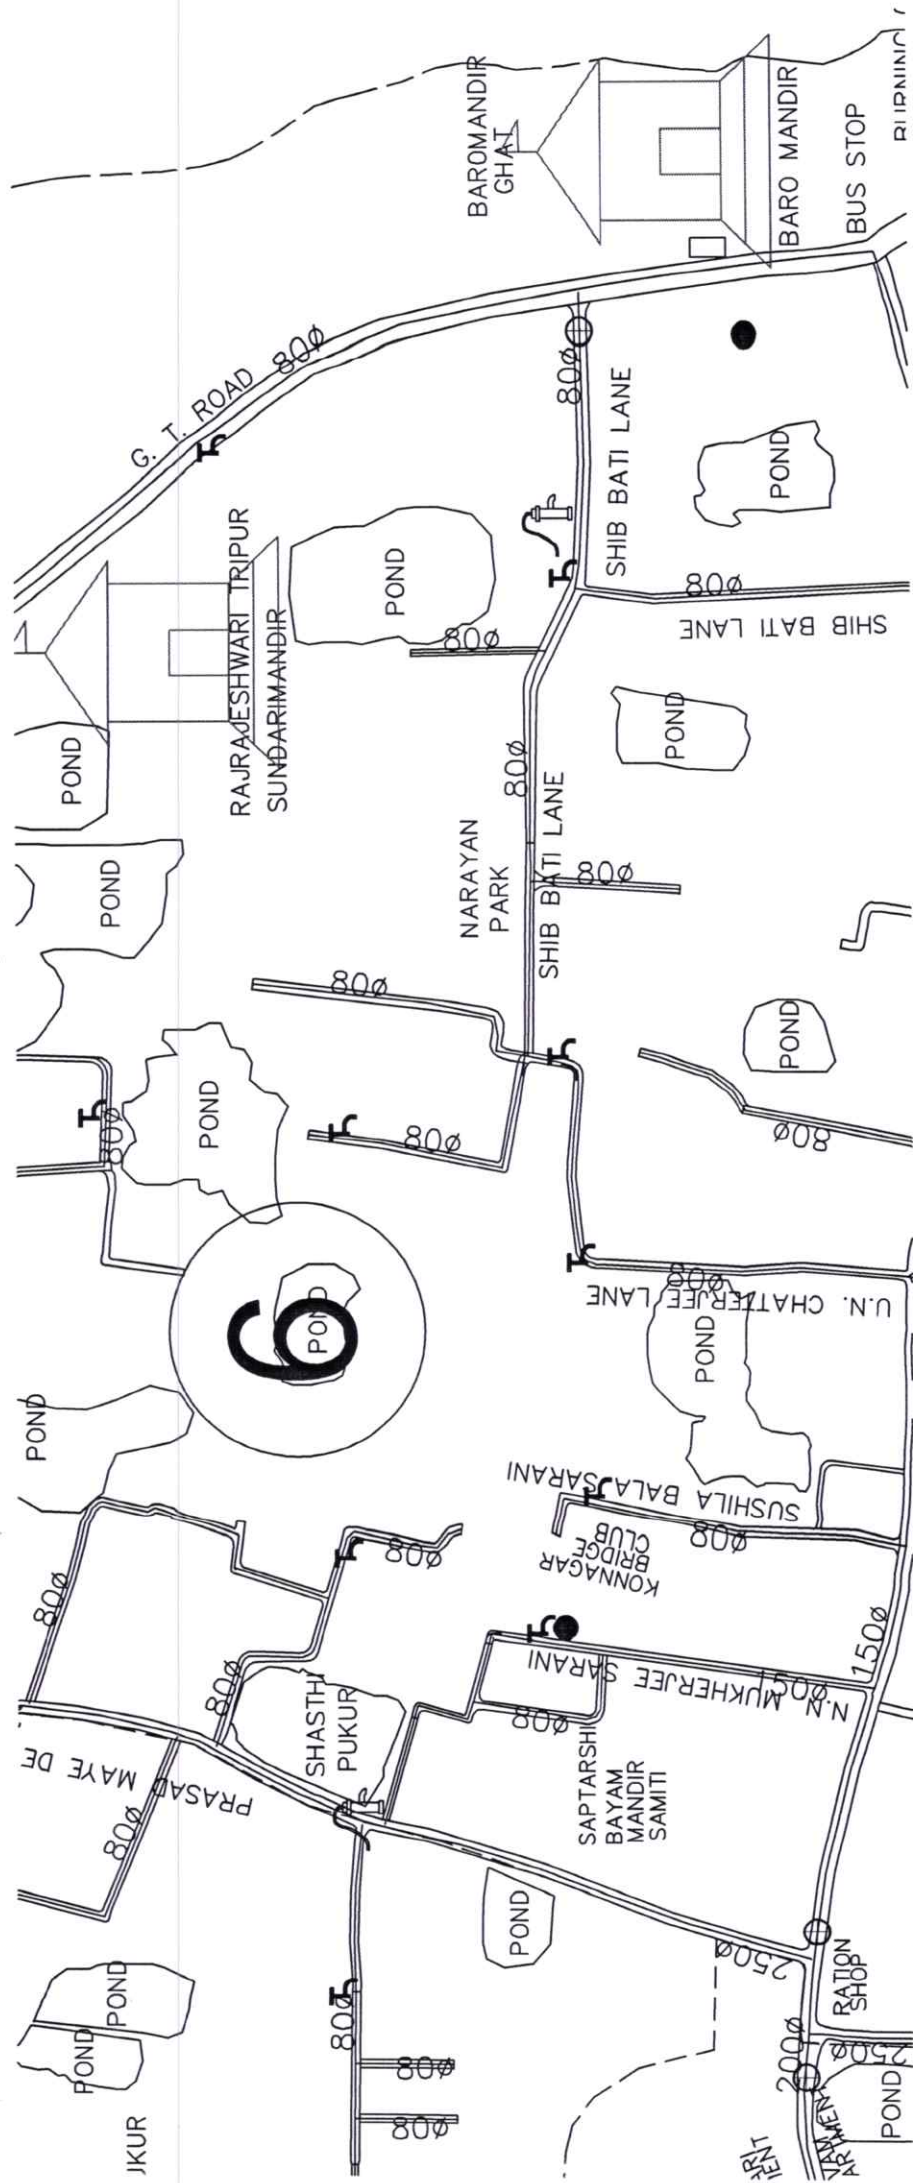 BAROMANDIR
GHAT
BARO MANDIR
BUS STOP
G. T. ROAD 80ø
RAJRAJESHWARI TRIPUR
SUNDARIMANDIR
80ø
SHIB BATI LANE
POND
POND
POND
80ø
80ø
SHIB BATI LANE
POND
POND
80ø
SHIB BATI LANE
NARAYAN
PARK
80ø
80ø
POND
POND
80ø
80ø
80ø
6
POND
POND
80ø
U.N. CHATTERJEE LANE
POND
SUSHILA BALA SARANI
80ø
KONNAGAR
BRIDGE
CLUB
80ø
80ø
80ø
SHASTHI
PUKUR
N.N. MUKHERJEE SARANI
150ø
150ø
80ø
SAPTARSHI
BAYAM
MANDIR
SAMITI
PRASAD MAYE DE
80ø
POND
250ø
RATION
SHOP
200ø
250ø
POND
80ø
80ø
80ø
POND
POND
JKUR